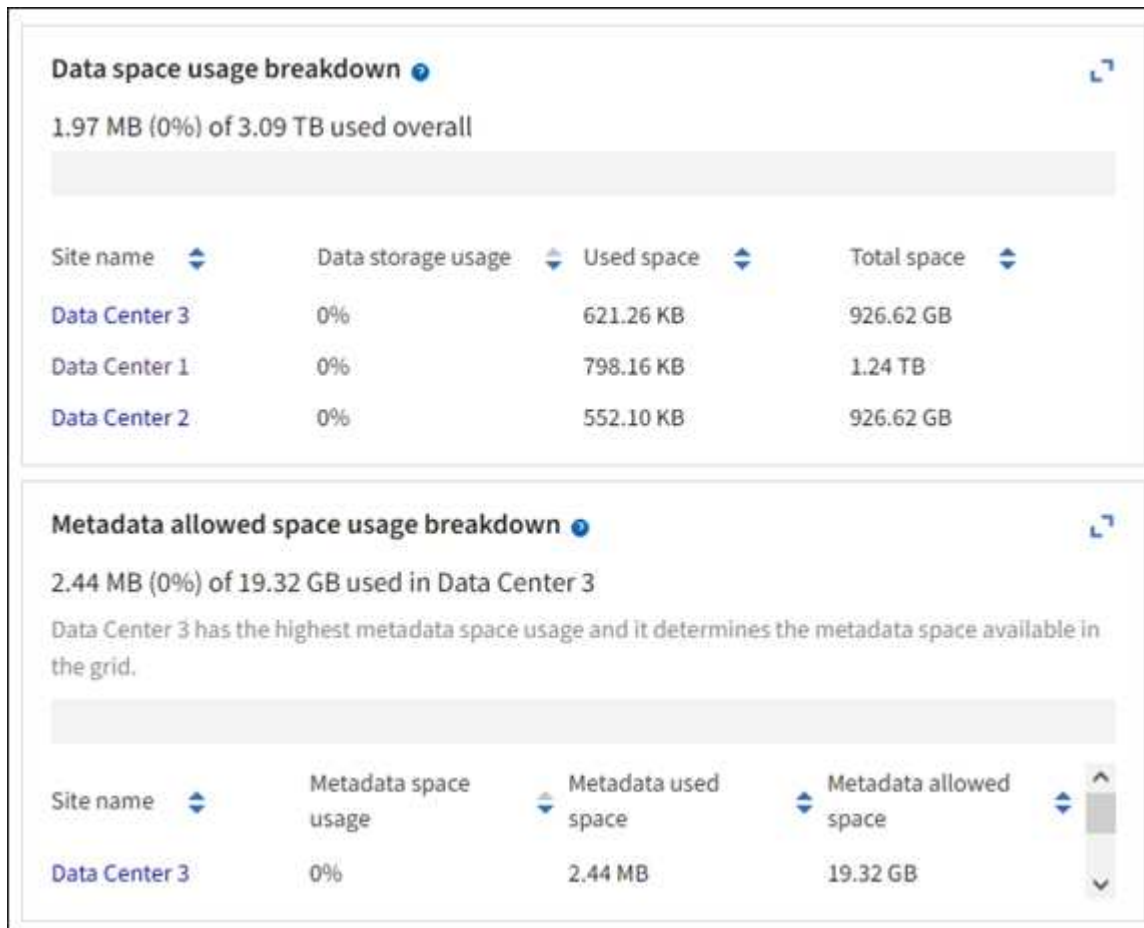 Data space usage breakdown
1.97 MB (0%) of 3.09 TB used overall
Site name Data storage usage Used space Total space
Data Center 3 0% 621.26 KB 926.62 GB
Data Center 1 0% 798.16 KB 1.24 TB
Data Center 2 0% 552.10 KB 926.62 GB
Metadata allowed space usage breakdown
2.44 MB (0%) of 19.32 GB used in Data Center 3
Data Center 3 has the highest metadata space usage and it determines the metadata space available in
the grid.
Site name Metadata space usage Metadata used space Metadata allowed space
Data Center 3 0% 2.44 MB 19.32 GB